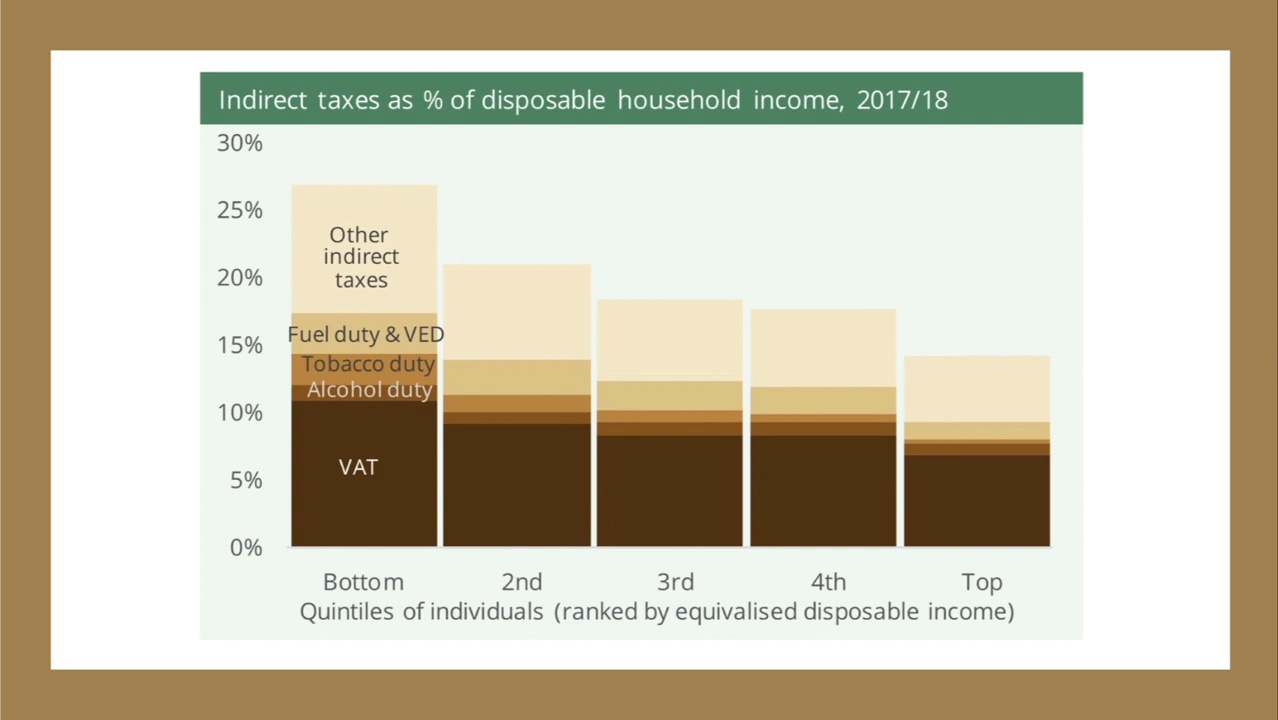 Indirect taxes as % of disposable household income, 2017/18
30%
25%
20%
15%
10%
5%
0%
Other
indirect
taxes
Fuel duty & VED
Tobacco duty
Alcohol duty
VAT
Bottom 2nd 3rd 4th Top
Quintiles of individuals (ranked by equivalised disposable income)